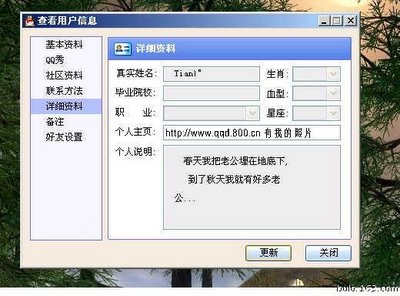 查看用户信息
基本资料
QQ秀
社区资料
联系方法
详细资料
备注
好友设置
详细资料
真实姓名: Tianl" 生肖:
毕业院校: 血型:
职 业: 星座:
个人主页: http://www.qqd.800.cn 有我的照片
个人说明:
春天我把老公埋在地底下,
到了秋天我就有好多老
公...
更新 关闭